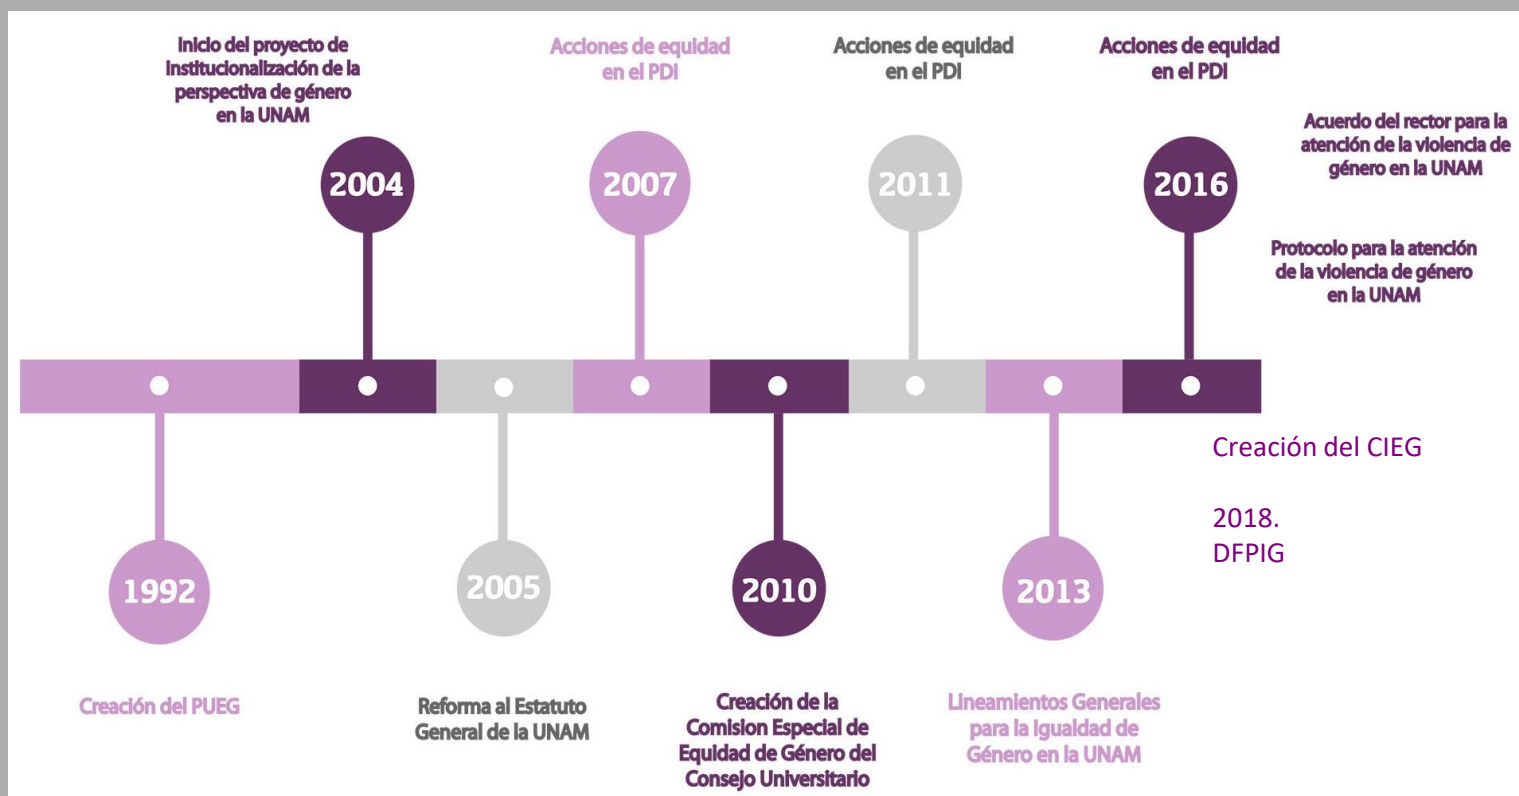 Inicio del proyecto de
institucionalización de la
perspectiva de género
en la UNAM
2004
Acciones de equidad
en el PDI
2007
Acciones de equidad
en el PDI
2011
Acciones de equidad
en el PDI
2016
Acuerdo del rector para la
atención de la violencia de
género en la UNAM
Protocolo para la atención
de la violencia de género
en la UNAM
Creación del CIEG
2018.
DFPIG
1992
Creación del PUEG
2005
Reforma al Estatuto
General de la UNAM
2010
Creación de la
Comision Especial de
Equidad de Género del
Consejo Universitario
2013
Lineamientos Generales
para la Igualdad de
Género en la UNAM